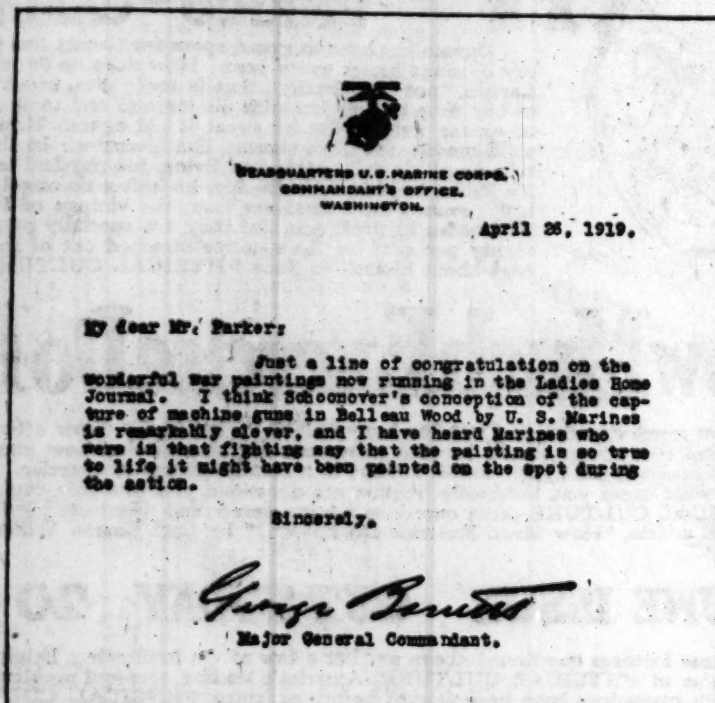 HEADQUARTERS U.S. MARINE CORPS,
COMMANDANT'S OFFICE,
WASHINGTON.
April 26, 1919.
My dear Mr. Parker:
Just a line of congratulation on the
wonderful war paintings now running in the Ladies Home
Journal. I think Schoonover's conception of the cap-
ture of machine guns in Belleau Wood by U. S. Marines
is remarkably clever, and I have heard Marines who
were in that fighting say that the painting is so true
to life it might have been painted on the spot during
the action.
Sincerely,
George Barnett
Major General Commandant.